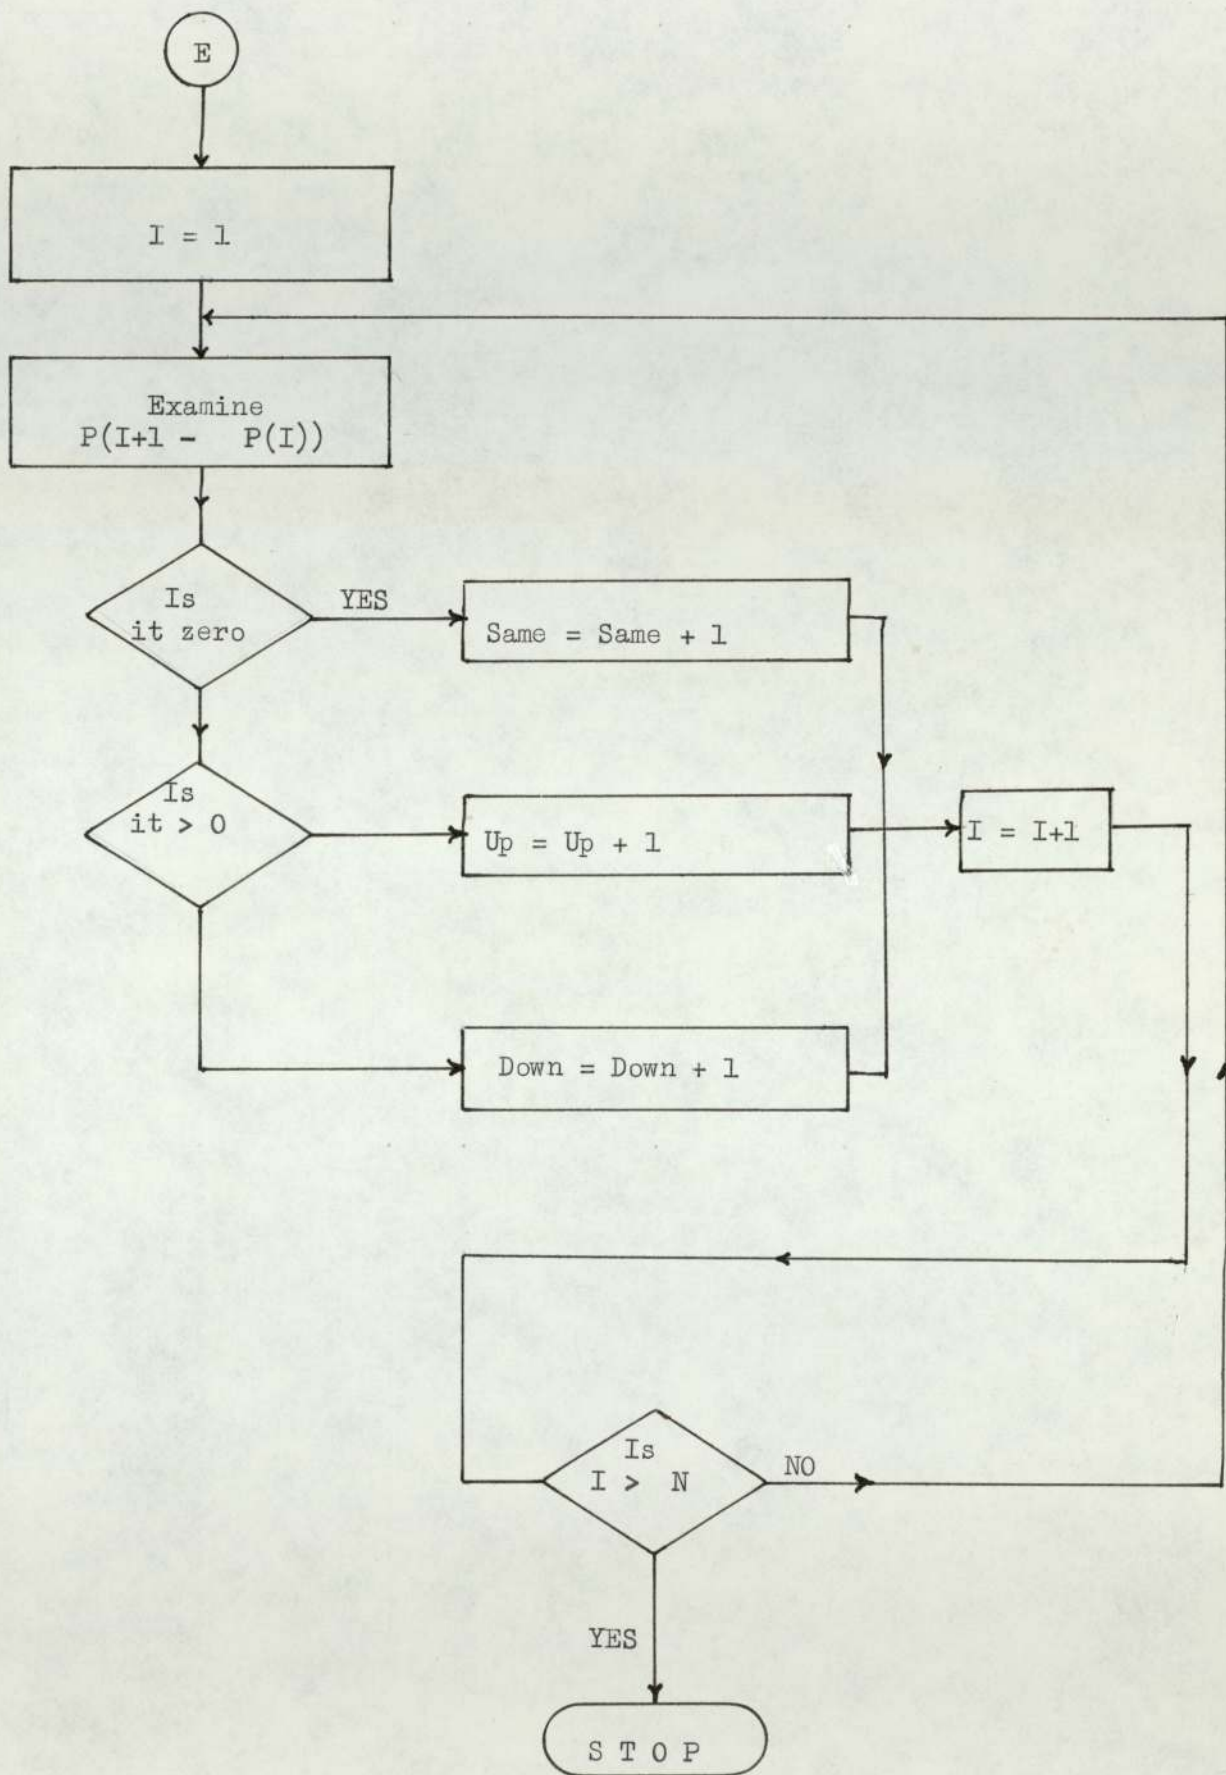 E
I = 1
Examine
P(I+1 - P(I))
Is
it zero
YES
Same = Same + 1
Is
it > 0
Up = Up + 1
I = I+1
Down = Down + 1
Is
I > N
NO
YES
S T O P